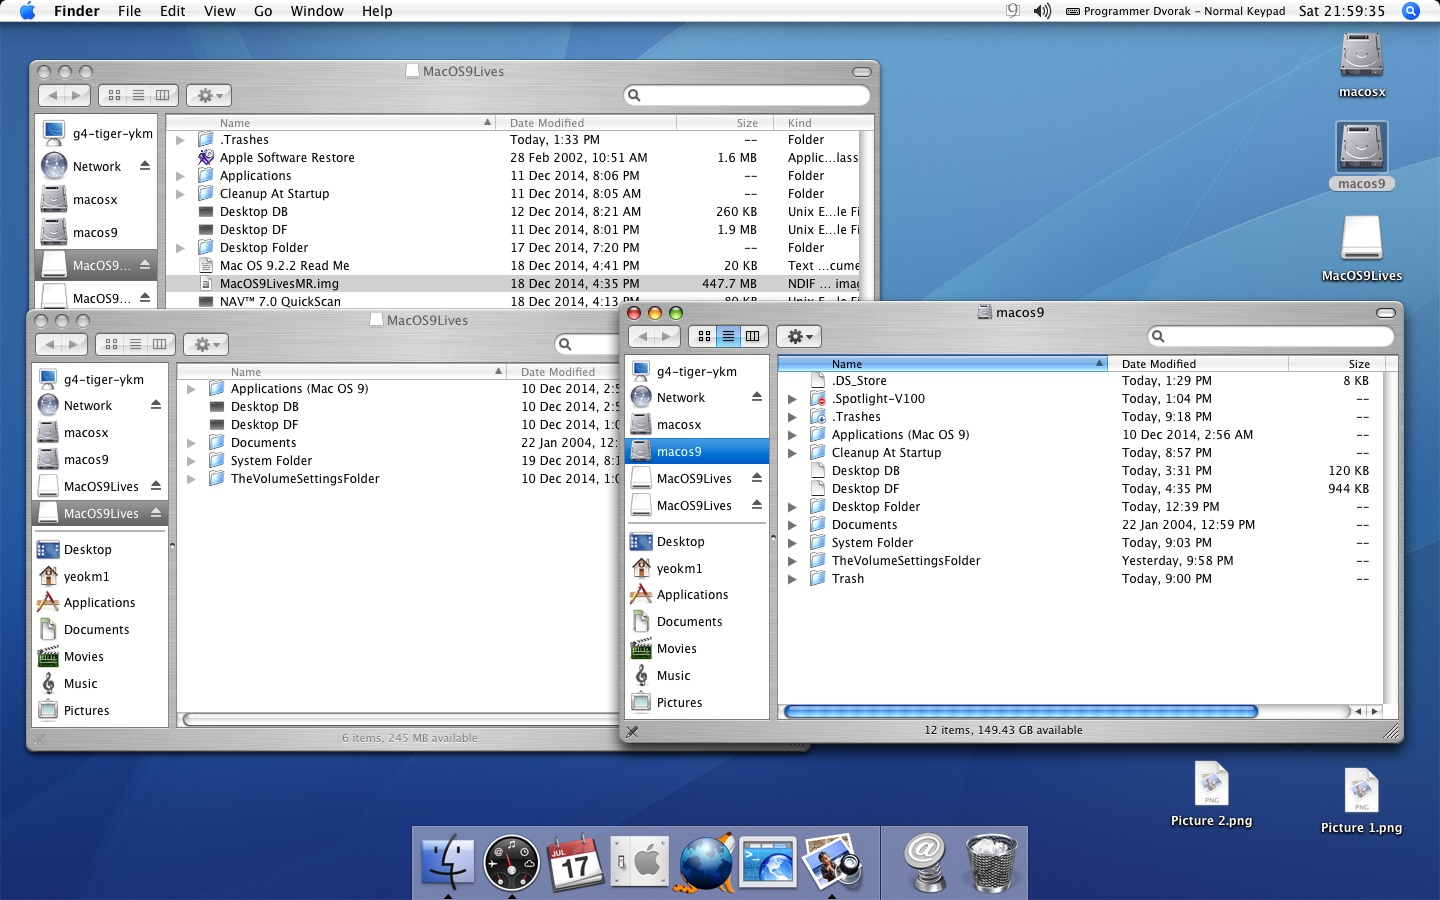 Finder File Edit View Go Window Help Programmer Dvorak – Normal Keypad Sat 21:59:35
macosx
macos9
MacOS9Lives
MacOS9Lives
g4-tiger-ykm
Network
macosx
macos9
MacOS9...
MacOS9...
Name Date Modified Size Kind
.Trashes Today, 1:33 PM -- Folder
Apple Software Restore 28 Feb 2002, 10:51 AM 1.6 MB Applic...lass
Applications 11 Dec 2014, 8:06 PM -- Folder
Cleanup At Startup 11 Dec 2014, 8:05 AM -- Folder
Desktop DB 12 Dec 2014, 8:21 AM 260 KB Unix E...le Fi
Desktop DF 11 Dec 2014, 8:01 PM 1.9 MB Unix E...le Fi
Desktop Folder 17 Dec 2014, 7:20 PM -- Folder
Mac OS 9.2.2 Read Me 18 Dec 2014, 4:41 PM 20 KB Text ...cume
MacOS9LivesMR.img 18 Dec 2014, 4:35 PM 447.7 MB NDIF ... imag
NAV™ 7.0 QuickScan 18 Dec 2014, 4:13 PM 80 KB
MacOS9Lives
g4-tiger-ykm
Network
macosx
macos9
MacOS9Lives
MacOS9Lives
Desktop
yeokm1
Applications
Documents
Movies
Music
Pictures
Name Date Modified
Applications (Mac OS 9) 10 Dec 2014, 2:5
Desktop DB 10 Dec 2014, 2:5
Desktop DF 10 Dec 2014, 1:0
Documents 22 Jan 2004, 12:
System Folder 19 Dec 2014, 8:1
TheVolumeSettingsFolder 10 Dec 2014, 1:0
6 items, 245 MB available
macos9
g4-tiger-ykm
Network
macosx
macos9
MacOS9Lives
MacOS9Lives
Desktop
yeokm1
Applications
Documents
Movies
Music
Pictures
Name Date Modified Size
.DS_Store Today, 1:29 PM 8 KB
.Spotlight-V100 Today, 1:04 PM --
.Trashes Today, 9:18 PM --
Applications (Mac OS 9) 10 Dec 2014, 2:56 AM --
Cleanup At Startup Today, 8:57 PM --
Desktop DB Today, 3:31 PM 120 KB
Desktop DF Today, 4:35 PM 944 KB
Desktop Folder Today, 12:39 PM --
Documents 22 Jan 2004, 12:59 PM --
System Folder Today, 9:03 PM --
TheVolumeSettingsFolder Yesterday, 9:58 PM --
Trash Today, 9:00 PM --
12 items, 149.43 GB available
PNG
Picture 2.png
PNG
Picture 1.png
JUL
17